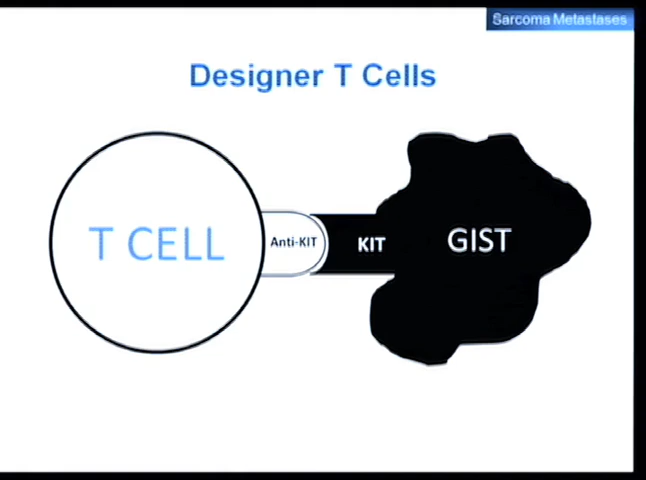 Sarcoma Metastases
Designer T Cells
T CELL
Anti-KIT
KIT
GIST